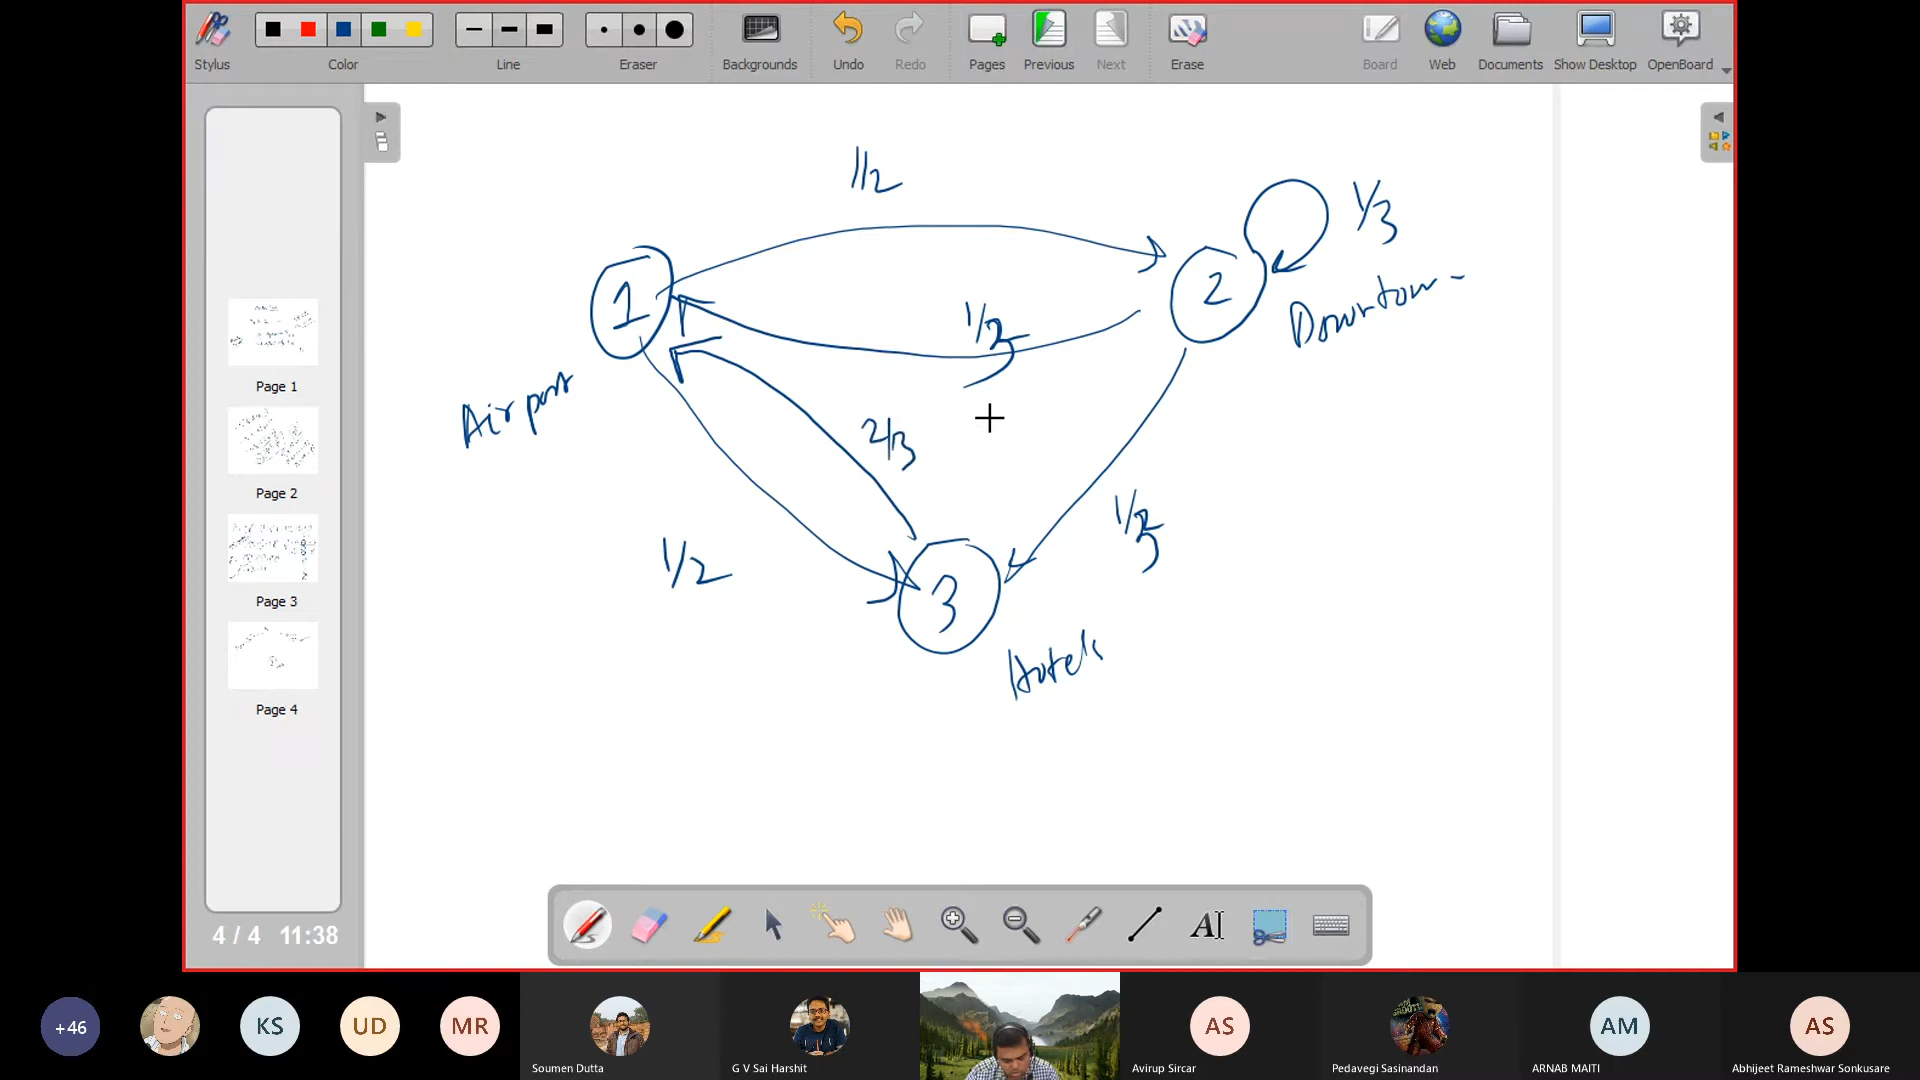 Stylus
Color
Line
Eraser
Backgrounds
Undo
Redo
Pages
Previous
Next
Erase
Board
Web
Documents
Show Desktop
OpenBoard
Page 1
Page 2
Page 3
Page 4
4 / 4 11:38
1/2
1/3
1
2
Downtown
1/3
Airport
2/3
1/3
1/2
3
Hotels
AI
+46
KS
UD
MR
AS
AM
AS
Soumen Dutta
G V Sai Harshit
Avirup Sircar
Pedavegi Sasinandan
ARNAB MAITI
Abhijeet Rameshwar Sonkusare